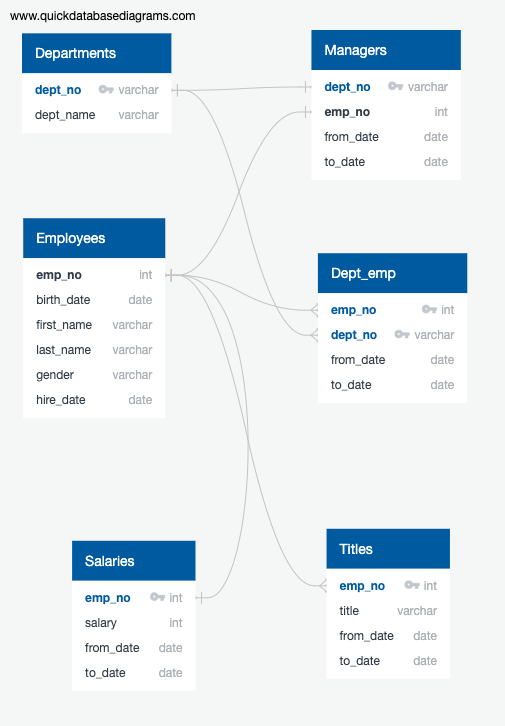 www.quickdatabasediagrams.com
Departments
dept_no varchar
dept_name varchar
Managers
dept_no varchar
emp_no int
from_date date
to_date date
Employees
emp_no int
birth_date date
first_name varchar
last_name varchar
gender varchar
hire_date date
Dept_emp
emp_no int
dept_no varchar
from_date date
to_date date
Salaries
emp_no int
salary int
from_date date
to_date date
Titles
emp_no int
title varchar
from_date date
to_date date